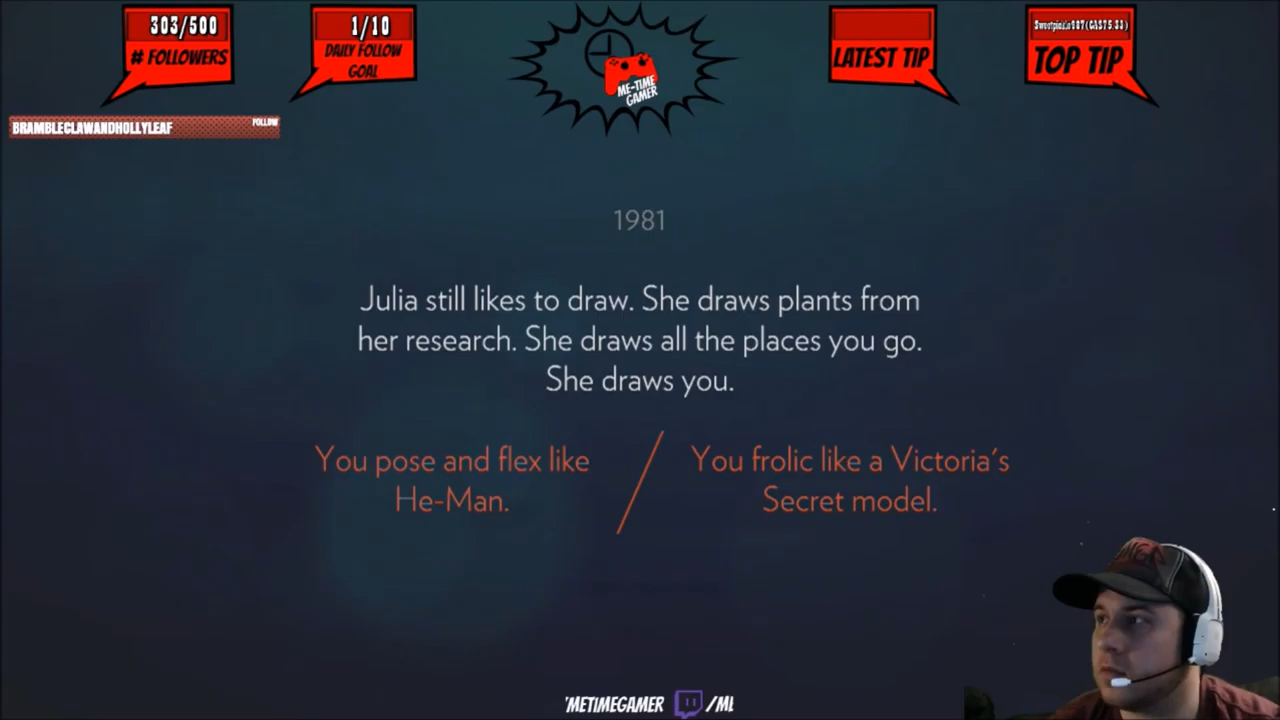 303/500
# FOLLOWERS
1/10
DAILY FOLLOW
GOAL
ME-TIME
GAMER
LATEST TIP
TOP TIP
BRAMBLECLAWANDHOLLYLEAF
FOLLOW
1981
Julia still likes to draw. She draws plants from
her research. She draws all the places you go.
She draws you.
You pose and flex like
He-Man.
You frolic like a Victoria's
Secret model.
'METIMEGAMER